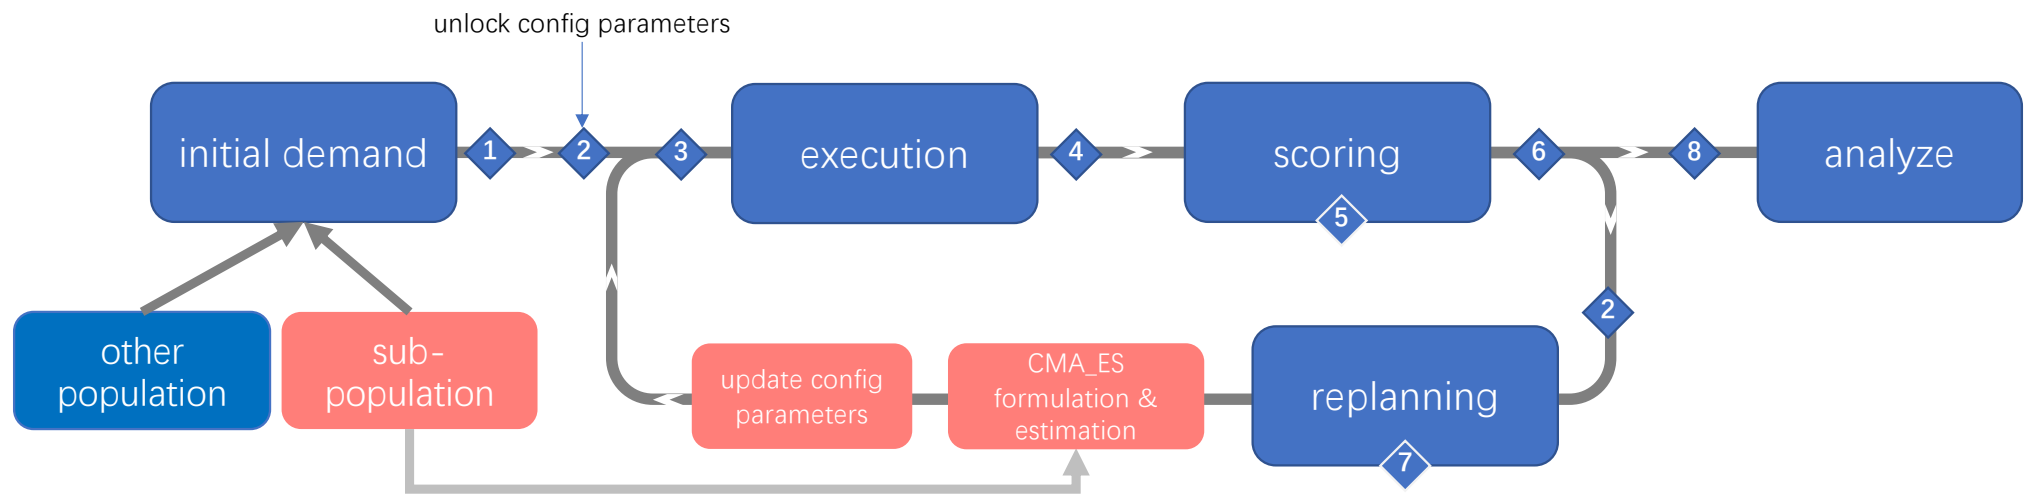 unlock config parameters
initial demand
1
2
3
execution
4
scoring
5
6
8
analyze
other
population
sub-
population
update config
parameters
CMA_ES
formulation &
estimation
replanning
7
2